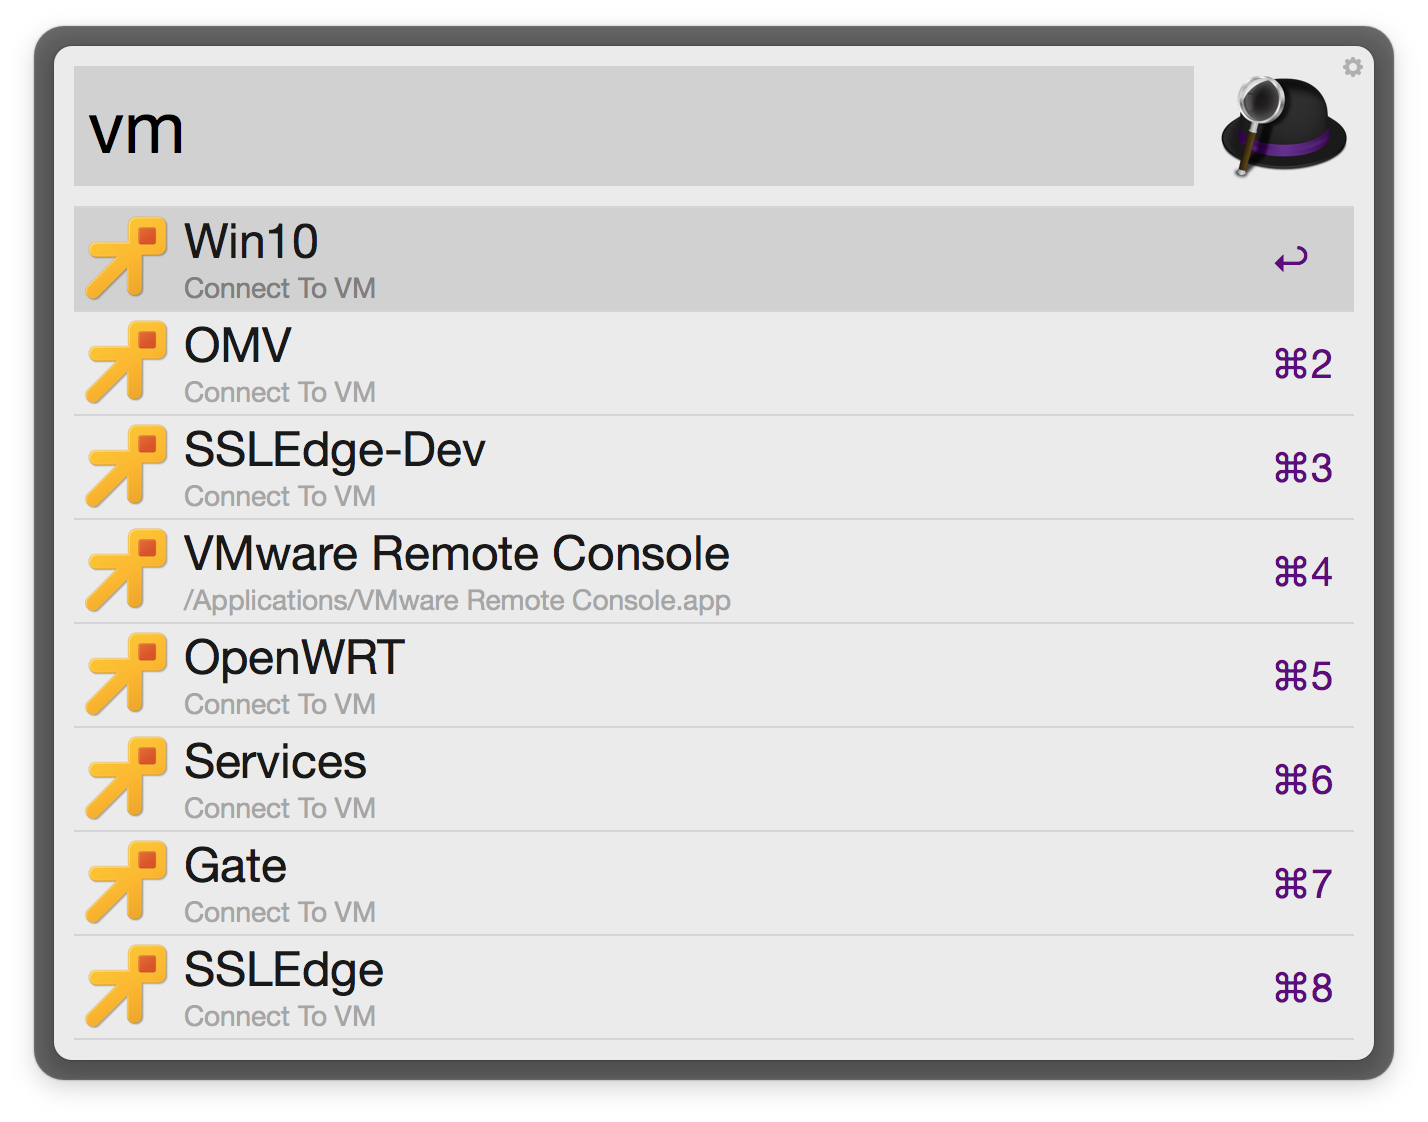 vm
Win10
Connect To VM
↩
OMV
Connect To VM
⌘2
SSLEdge-Dev
Connect To VM
⌘3
VMware Remote Console
/Applications/VMware Remote Console.app
⌘4
OpenWRT
Connect To VM
⌘5
Services
Connect To VM
⌘6
Gate
Connect To VM
⌘7
SSLEdge
Connect To VM
⌘8